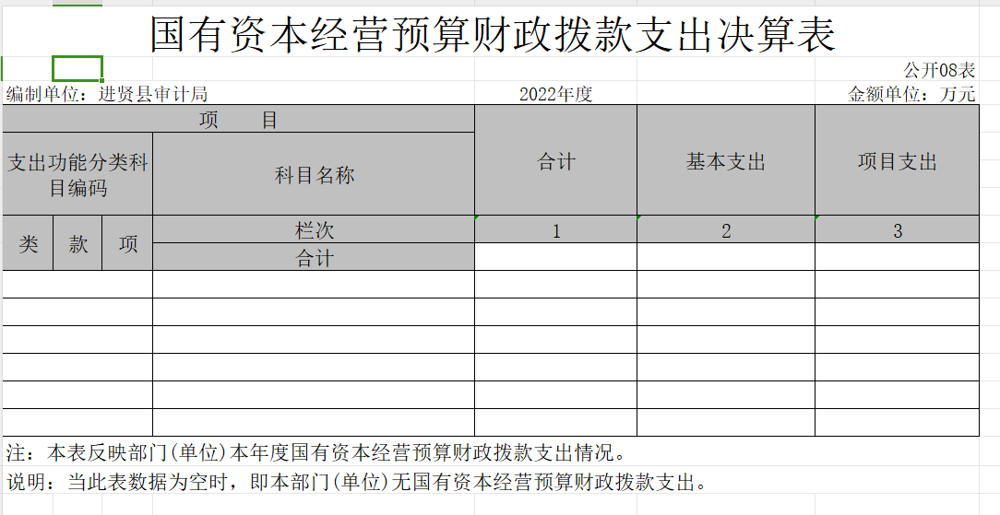 国有资本经营预算财政拨款支出决算表
公开08表
编制单位：进贤县审计局 2022年度 金额单位：万元
项 目 合计 基本支出 项目支出
支出功能分类科
目编码
科目名称
类 款 项 栏次 1 2 3
合计
注：本表反映部门(单位)本年度国有资本经营预算财政拨款支出情况。
说明：当此表数据为空时，即本部门(单位)无国有资本经营预算财政拨款支出。